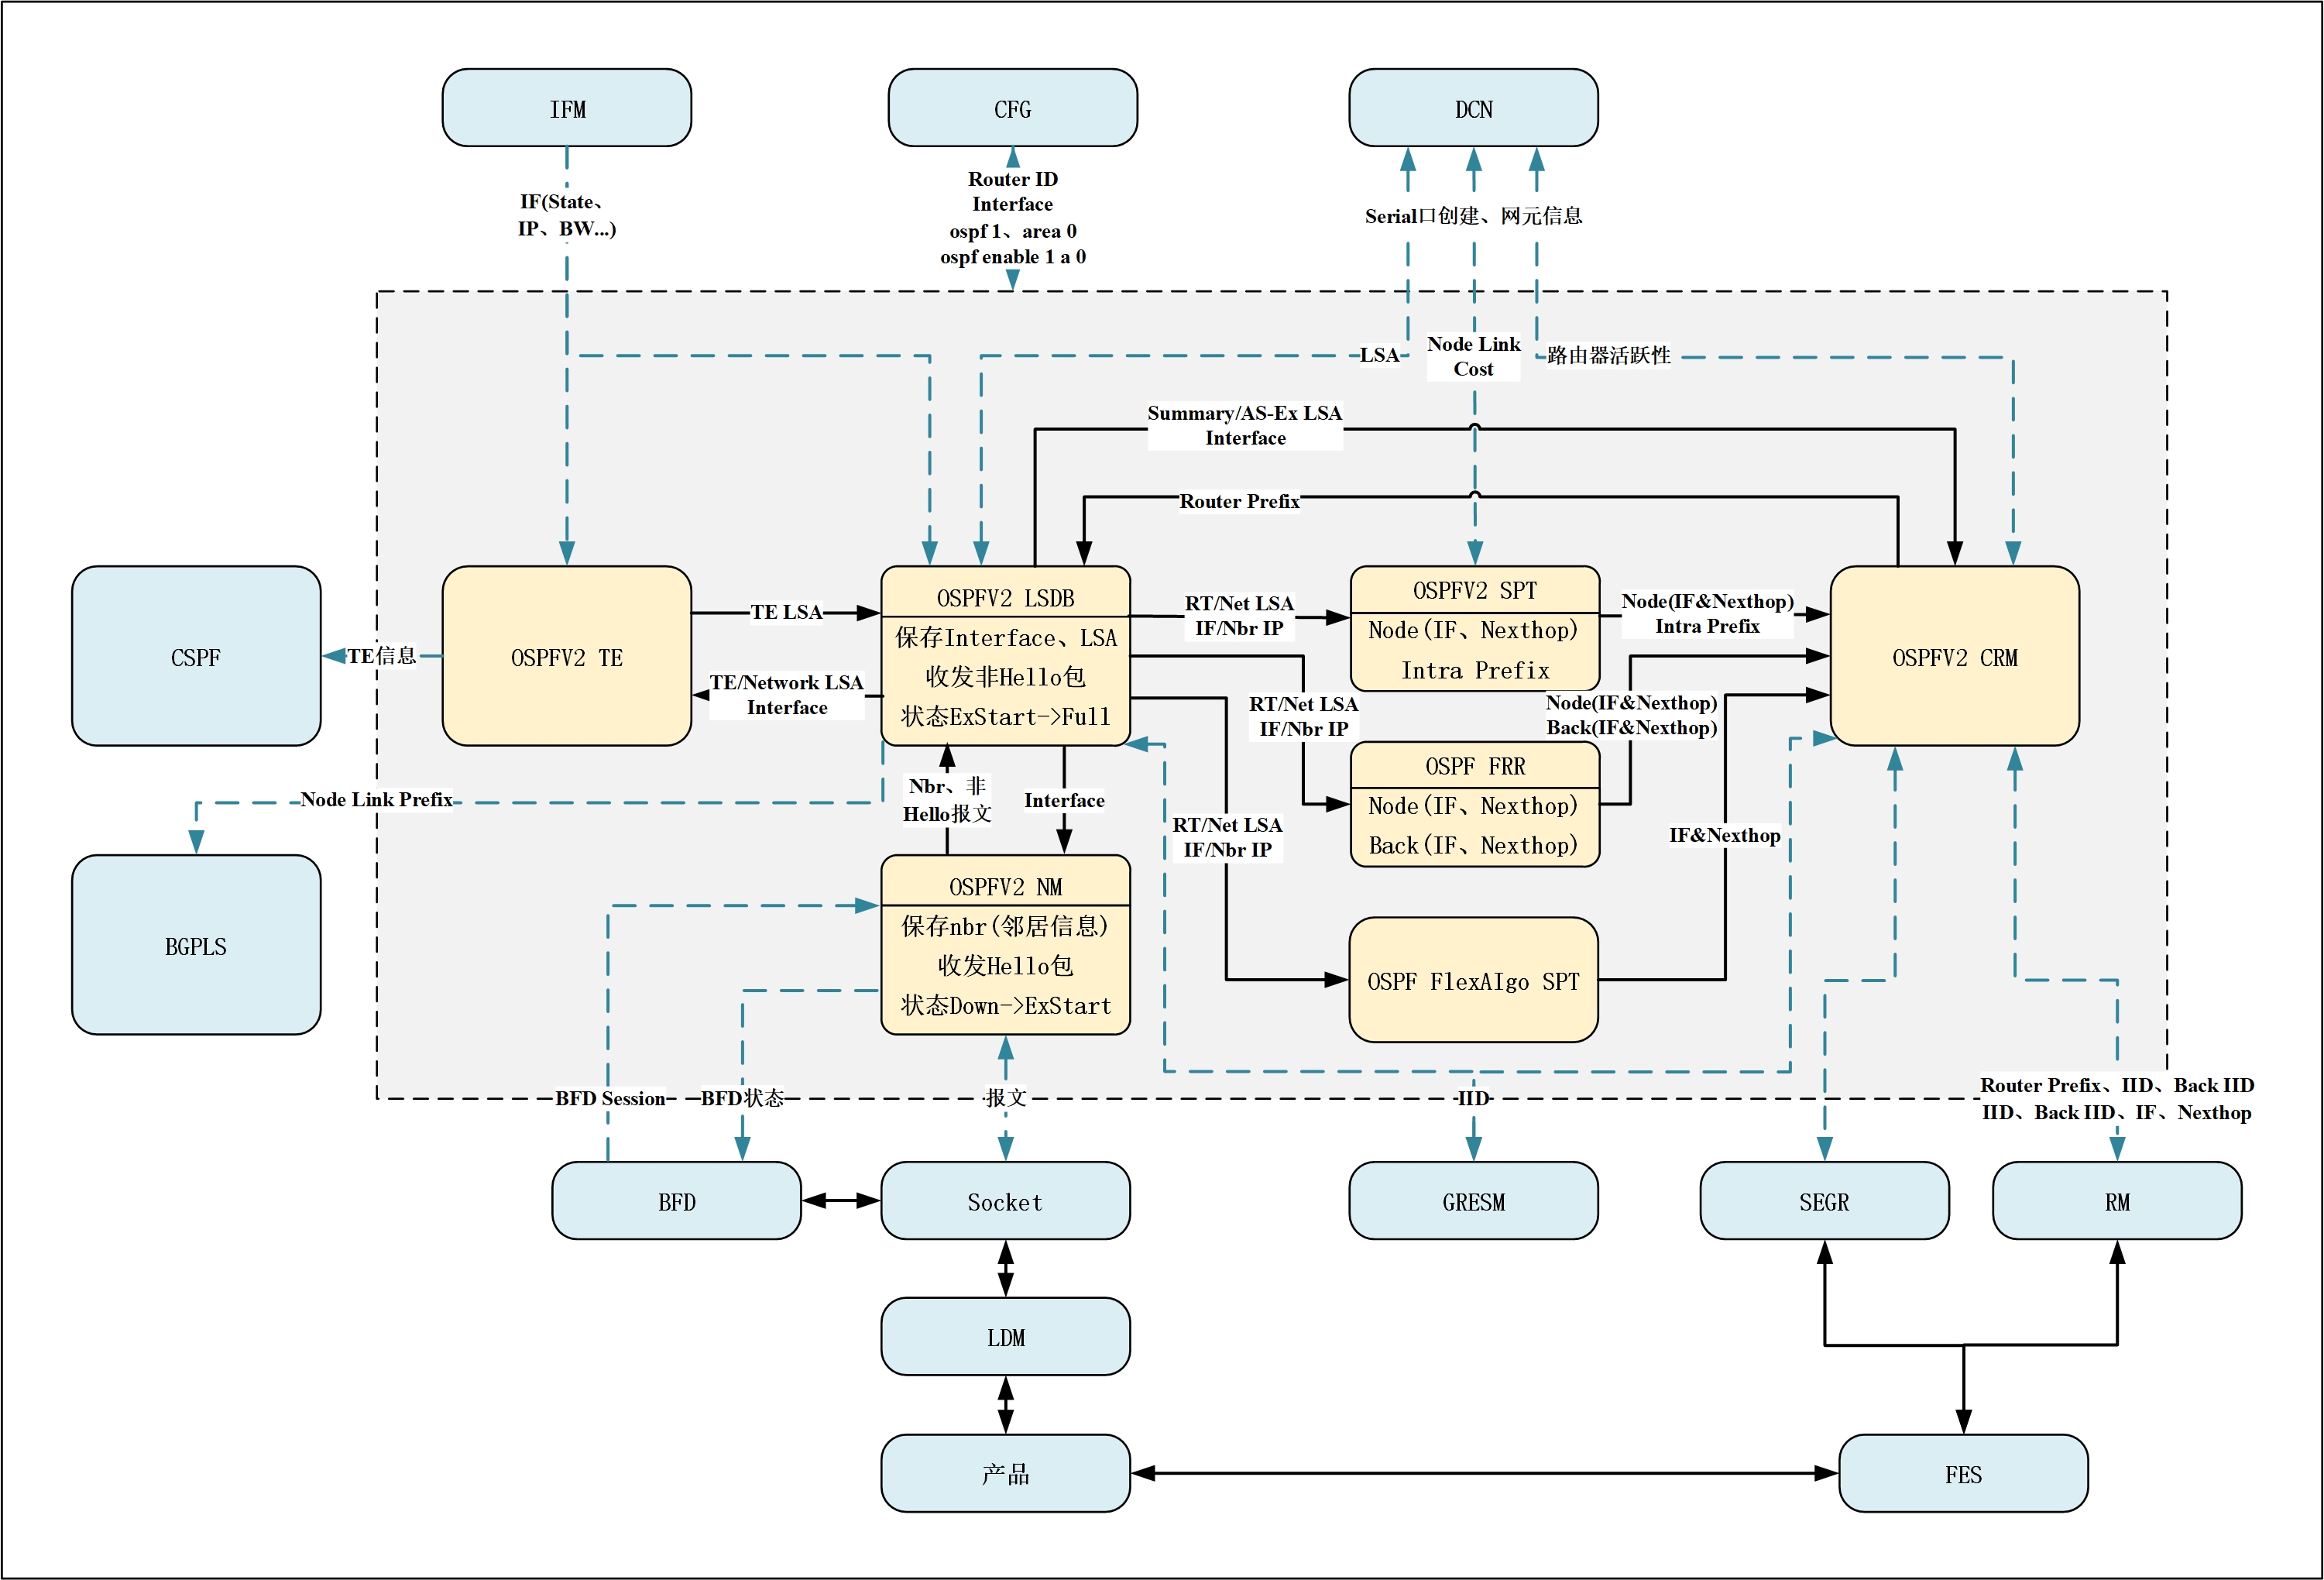 IFM
CFG
DCN
IF(State、
IP、BW...)
Router ID
Interface
ospf 1、area 0
ospf enable 1 a 0
Serial口创建、网元信息
LSA
Node Link
Cost
路由器活跃性
Summary/AS-Ex LSA
Interface
Router Prefix
CSPF
TE信息
OSPFV2 TE
TE LSA
TE/Network LSA
Interface
OSPFV2 LSDB
保存Interface、LSA
收发非Hello包
状态ExStart->Full
RT/Net LSA
IF/Nbr IP
OSPFV2 SPT
Node(IF、Nexthop)
Intra Prefix
Node(IF&Nexthop)
Intra Prefix
OSPFV2 CRM
RT/Net LSA
IF/Nbr IP
Node(IF&Nexthop)
Back(IF&Nexthop)
Node Link Prefix
Nbr、非
Hello报文
Interface
RT/Net LSA
IF/Nbr IP
OSPF FRR
Node(IF、Nexthop)
Back(IF、Nexthop)
IF&Nexthop
BGPLS
OSPFV2 NM
保存nbr(邻居信息)
收发Hello包
状态Down->ExStart
OSPF FlexAlgo SPT
BFD Session
BFD状态
报文
IID
Router Prefix、IID、Back IID
IID、Back IID、IF、Nexthop
BFD
Socket
GRESM
SEGR
RM
LDM
产品
FES